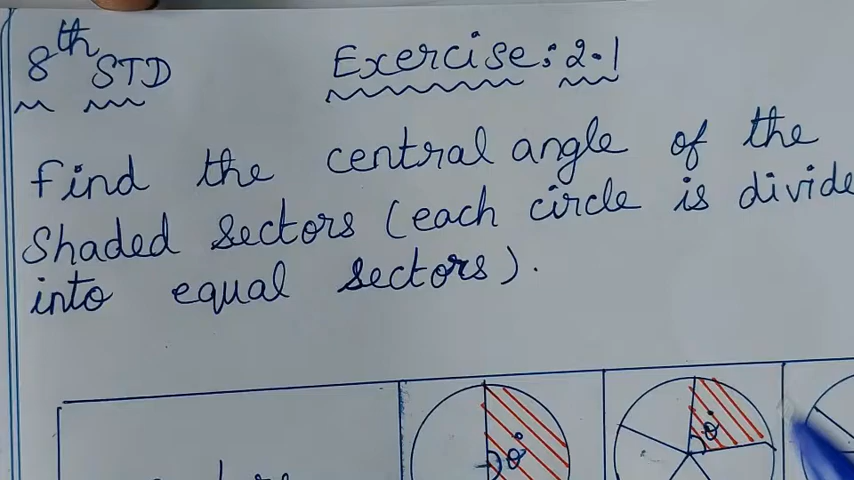 8th STD Exercise: 2.1
Find the central angle of the
Shaded sectors (each circle is divide
into equal sectors).
θ° θ°